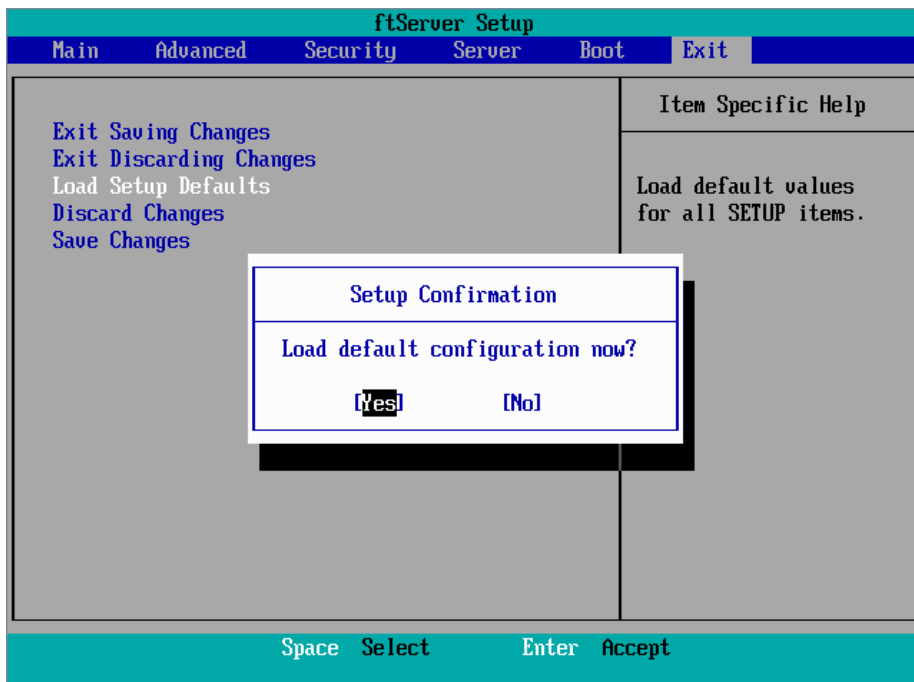 ftServer Setup
Main Advanced Security Server Boot Exit
Exit Saving Changes
Exit Discarding Changes
Load Setup Defaults
Discard Changes
Save Changes
Item Specific Help
Load default values
for all SETUP items.
Setup Confirmation
Load default configuration now?
[Yes] [No]
Space Select Enter Accept